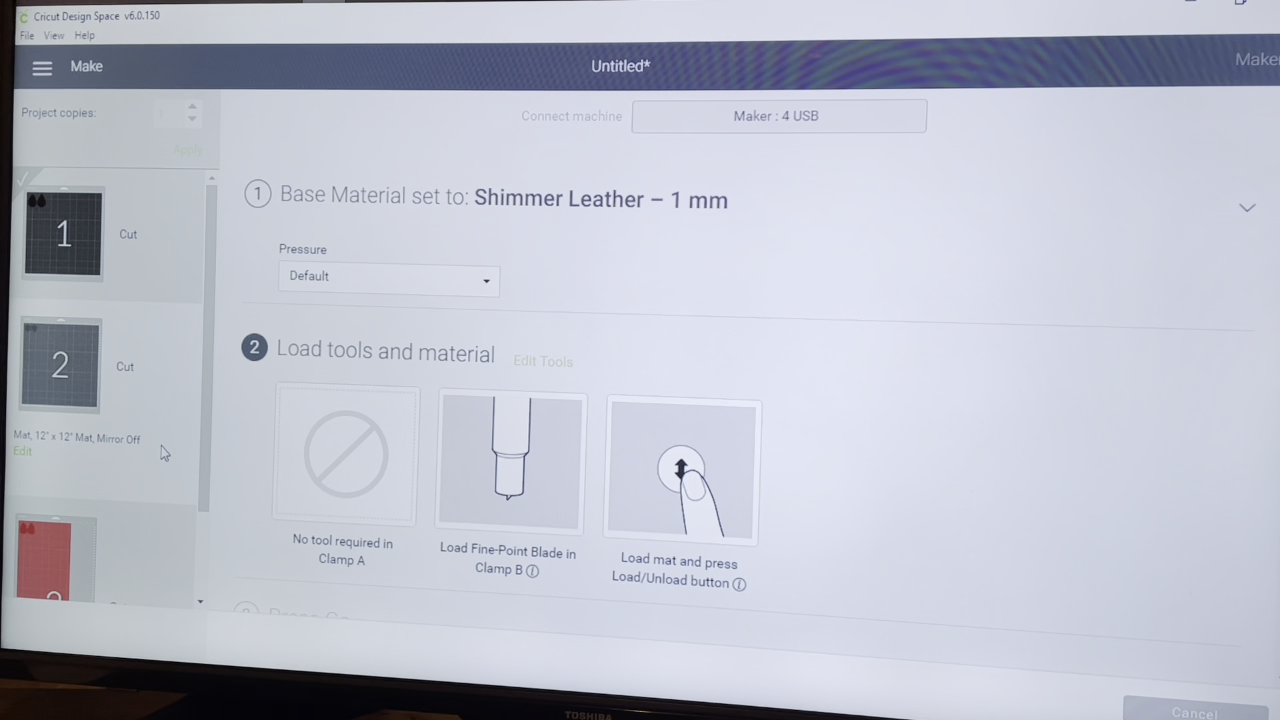 Cricut Design Space v6.0.150
File View Help
Make
Untitled*
Maker
Project copies:
1
Apply
Connect machine
Maker : 4 USB
1 Base Material set to: Shimmer Leather – 1 mm
Pressure
Default
1
Cut
2
Cut
Mat, 12" x 12" Mat, Mirror Off
Edit
2 Load tools and material
Edit Tools
No tool required in
Clamp A
Load Fine-Point Blade in
Clamp B
Load mat and press
Load/Unload button
Cancel
TOSHIBA